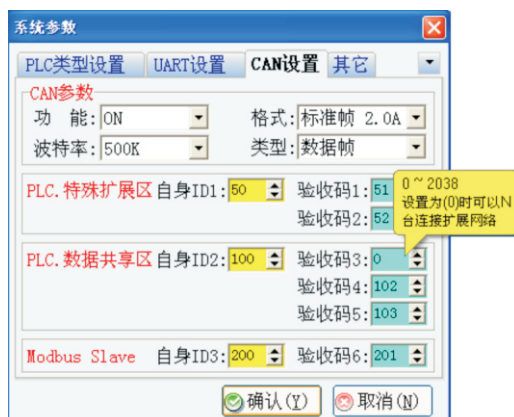 系统参数
PLC类型设置 UART设置 CAN设置 其它
CAN参数
功 能: ON 格式: 标准帧 2.0A
波特率: 500K 类型: 数据帧
PLC.特殊扩展区 自身ID1: 50 验收码1: 51
验收码2: 52
0 ~ 2038
设置为(0)时可以N
台连接扩展网络
PLC.数据共享区 自身ID2: 100 验收码3: 0
验收码4: 102
验收码5: 103
Modbus Slave 自身ID3: 200 验收码6: 201
确认(Y) 取消(N)